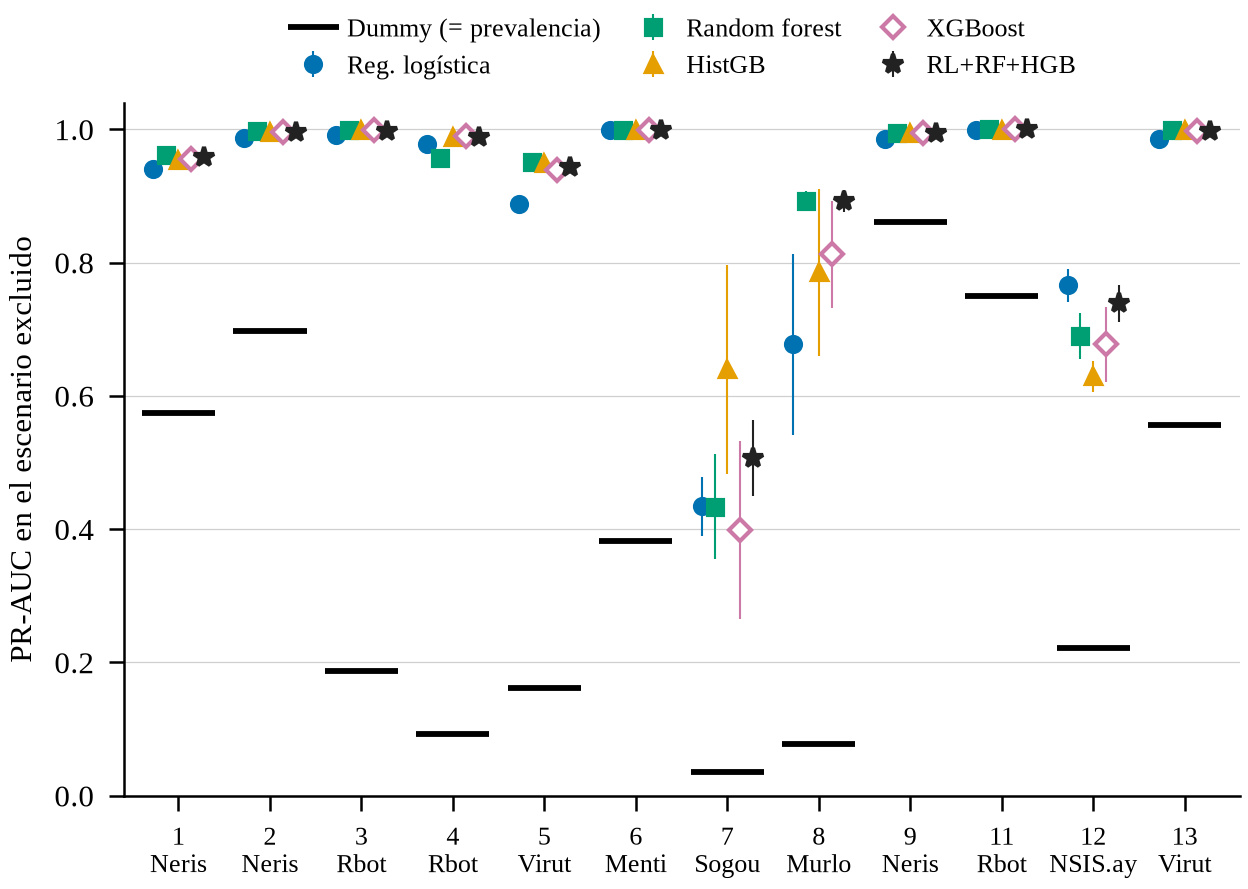 Dummy (= prevalencia)
Random forest
XGBoost
Reg. logística
HistGB
RL+RF+HGB
PR-AUC en el escenario excluido
1.0
0.8
0.6
0.4
0.2
0.0
1 2 3 4 5 6 7 8 9 11 12 13
Neris Neris Rbot Rbot Virut Menti Sogou Murlo Neris Rbot NSIS.ay Virut